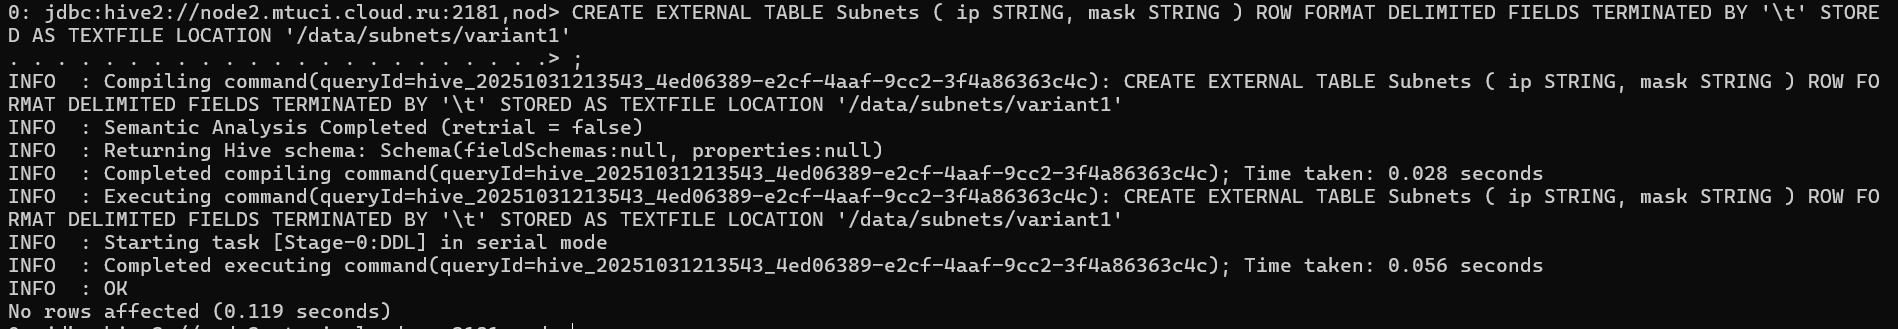 0: jdbc:hive2://node2.mtuci.cloud.ru:2181,nod> CREATE EXTERNAL TABLE Subnets ( ip STRING, mask STRING ) ROW FORMAT DELIMITED FIELDS TERMINATED BY '\t' STORE
D AS TEXTFILE LOCATION '/data/subnets/variant1'
. . . . . . . . . . . . . . . . . . . . . . .> ;
INFO  : Compiling command(queryId=hive_20251031213543_4ed06389-e2cf-4aaf-9cc2-3f4a86363c4c): CREATE EXTERNAL TABLE Subnets ( ip STRING, mask STRING ) ROW FO
RMAT DELIMITED FIELDS TERMINATED BY '\t' STORED AS TEXTFILE LOCATION '/data/subnets/variant1'
INFO  : Semantic Analysis Completed (retrial = false)
INFO  : Returning Hive schema: Schema(fieldSchemas:null, properties:null)
INFO  : Completed compiling command(queryId=hive_20251031213543_4ed06389-e2cf-4aaf-9cc2-3f4a86363c4c); Time taken: 0.028 seconds
INFO  : Executing command(queryId=hive_20251031213543_4ed06389-e2cf-4aaf-9cc2-3f4a86363c4c): CREATE EXTERNAL TABLE Subnets ( ip STRING, mask STRING ) ROW FO
RMAT DELIMITED FIELDS TERMINATED BY '\t' STORED AS TEXTFILE LOCATION '/data/subnets/variant1'
INFO  : Starting task [Stage-0:DDL] in serial mode
INFO  : Completed executing command(queryId=hive_20251031213543_4ed06389-e2cf-4aaf-9cc2-3f4a86363c4c); Time taken: 0.056 seconds
INFO  : OK
No rows affected (0.119 seconds)